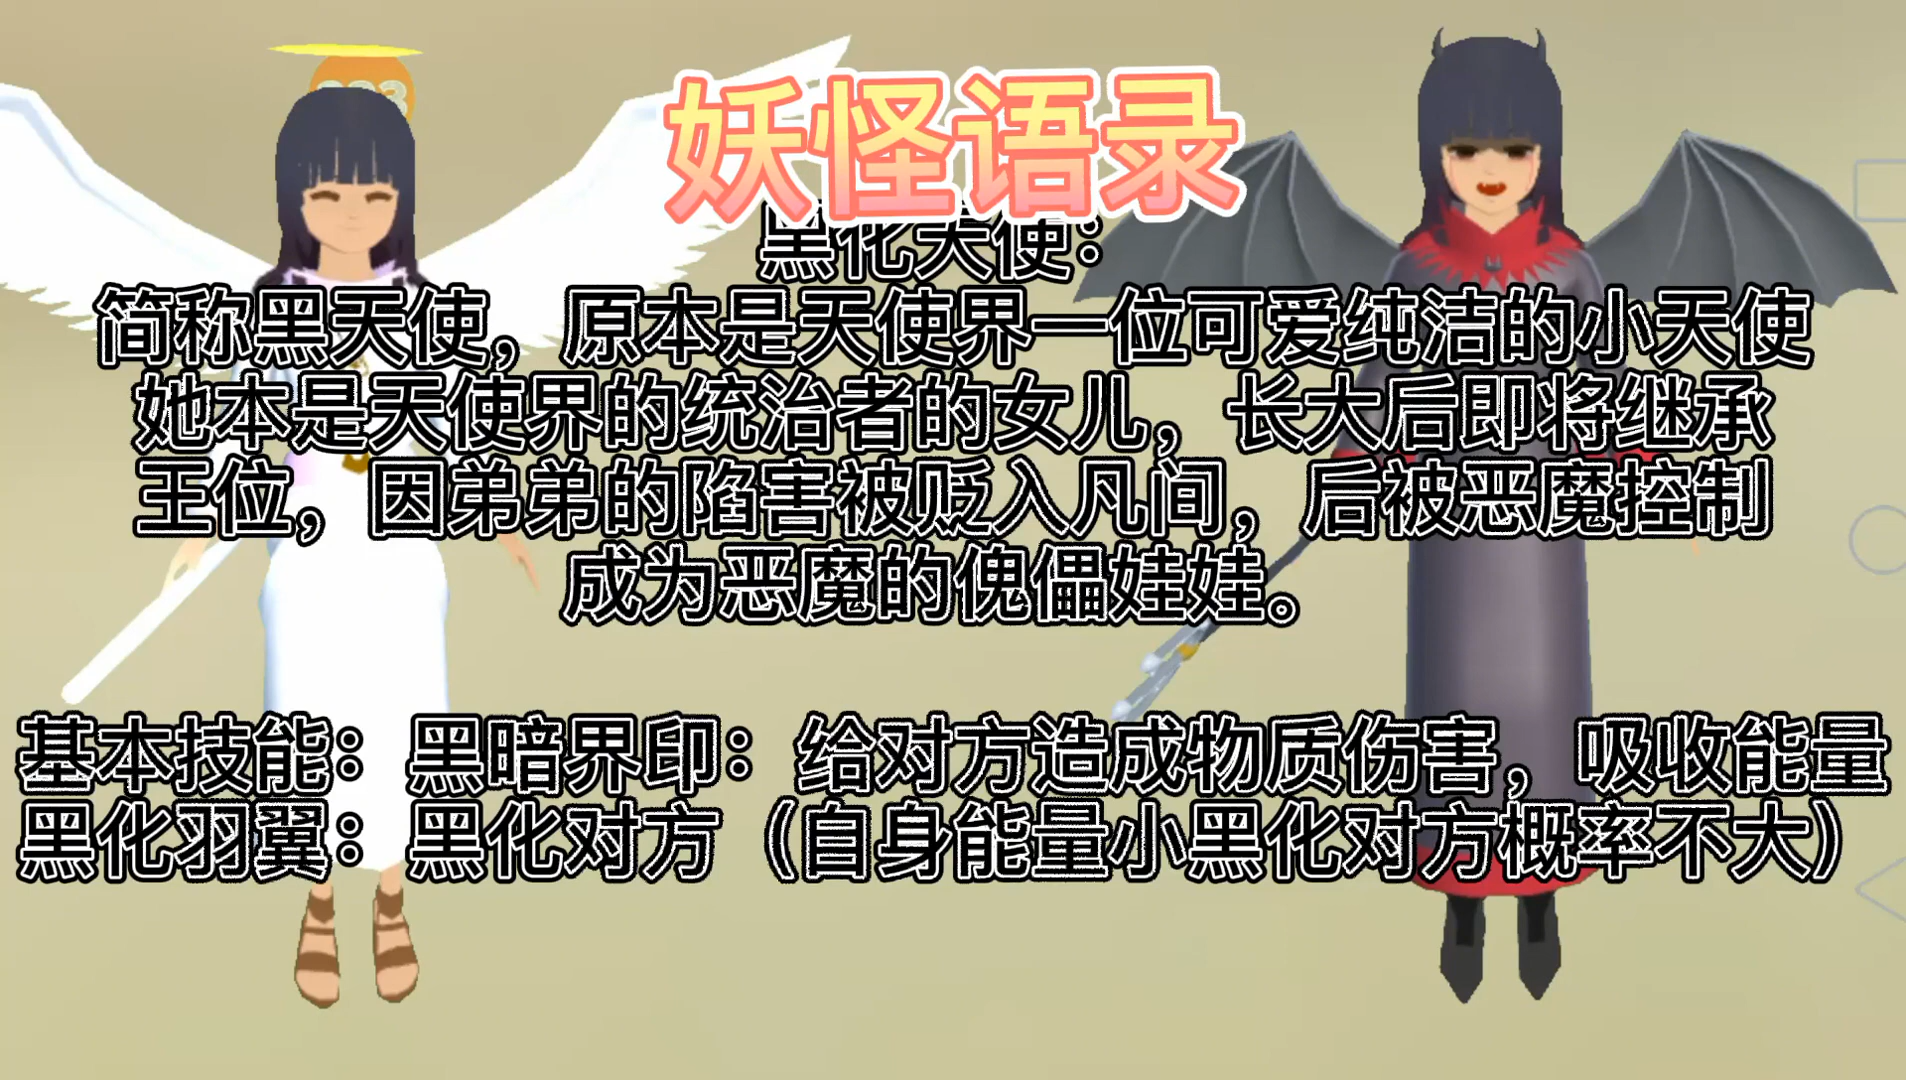 妖怪语录
黑化天使：
简称黑天使，原本是天使界一位可爱纯洁的小天使
她本是天使界的统治者的女儿，长大后即将继承
王位，因弟弟的陷害被贬入凡间，后被恶魔控制
成为恶魔的傀儡娃娃。
基本技能：黑暗界印：给对方造成物质伤害，吸收能量
黑化羽翼：黑化对方（自身能量小黑化对方概率不大）